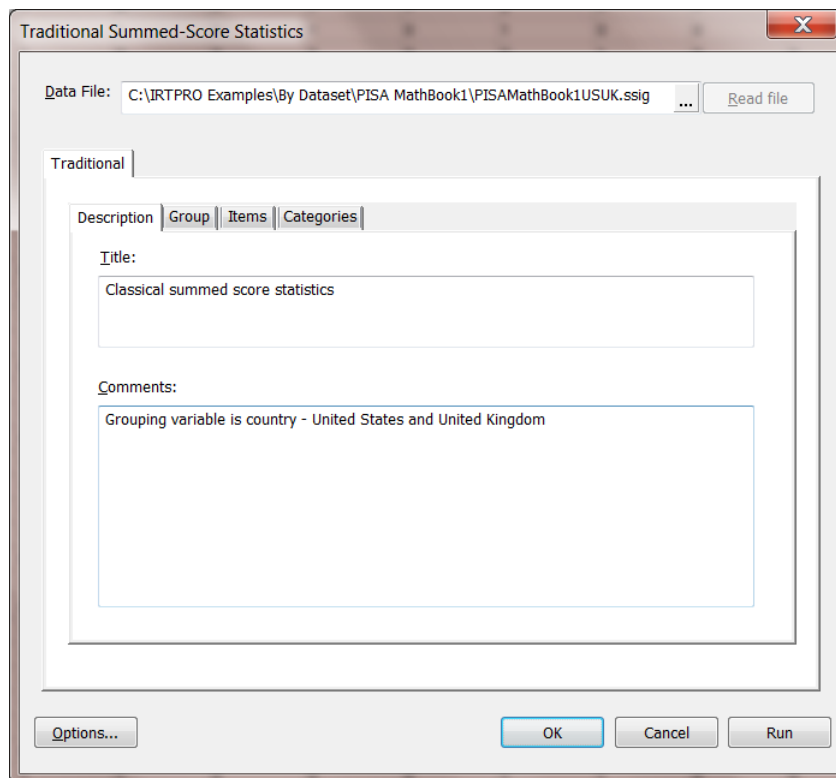 Traditional Summed-Score Statistics
Data File: C:\IRTPRO Examples\By Dataset\PISA MathBook1\PISAMathBook1USUK.ssig ... Read file
Traditional
Description Group Items Categories
Title:
Classical summed score statistics
Comments:
Grouping variable is country - United States and United Kingdom
Options... OK Cancel Run